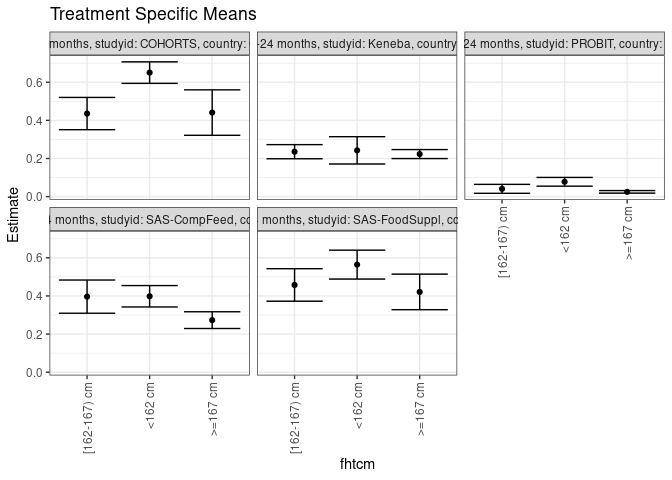 Treatment Specific Means
months, studyid: COHORTS, country:
-24 months, studyid: Keneba, country
24 months, studyid: PROBIT, country:
0.6
0.4
0.2
0.0
months, studyid: SAS-CompFeed, co
months, studyid: SAS-FoodSuppl, co
0.6
0.4
0.2
0.0
Estimate
[162-167) cm
<162 cm
>=167 cm
[162-167) cm
<162 cm
>=167 cm
[162-167) cm
<162 cm
>=167 cm
fhtcm